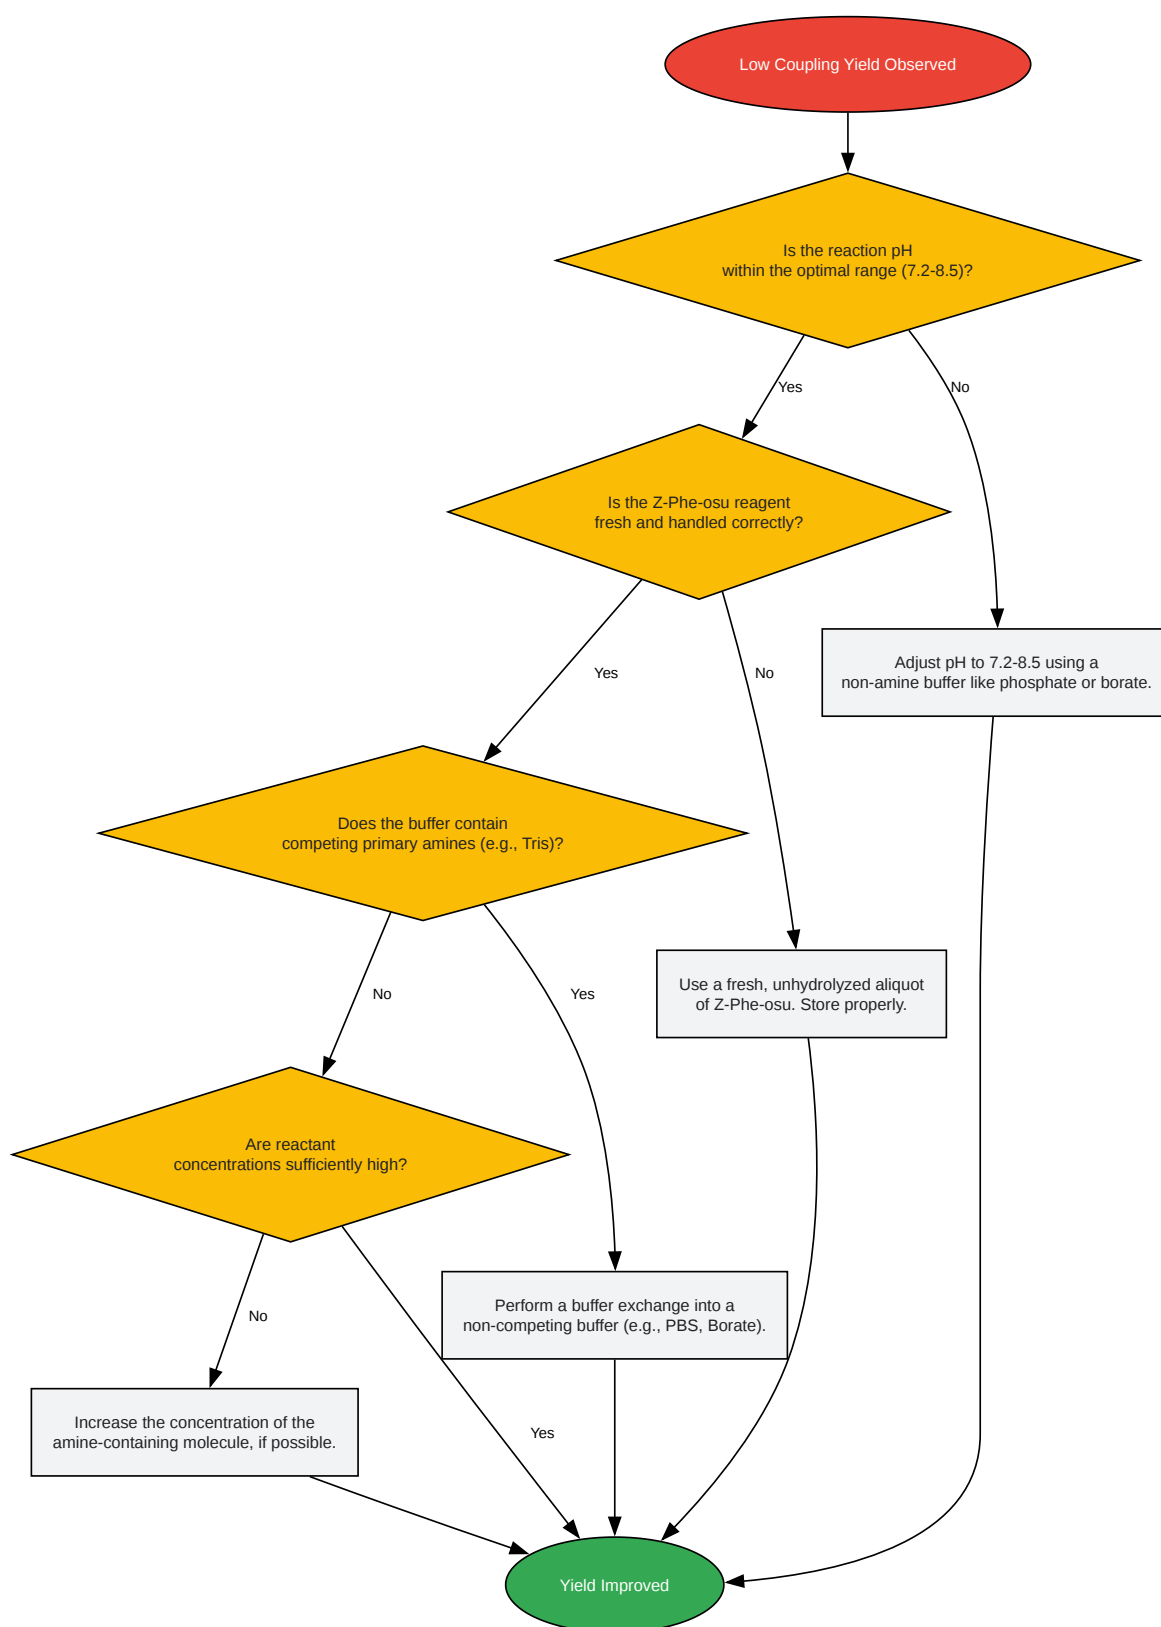 Low Coupling Yield Observed
Is the reaction pH
within the optimal range (7.2-8.5)?
Yes
No
Is the Z-Phe-osu reagent
fresh and handled correctly?
Yes
No
Adjust pH to 7.2-8.5 using a
non-amine buffer like phosphate or borate.
Does the buffer contain
competing primary amines (e.g., Tris)?
No
Yes
Use a fresh, unhydrolyzed aliquot
of Z-Phe-osu. Store properly.
Are reactant
concentrations sufficiently high?
No
Yes
Perform a buffer exchange into a
non-competing buffer (e.g., PBS, Borate).
Increase the concentration of the
amine-containing molecule, if possible.
Yield Improved